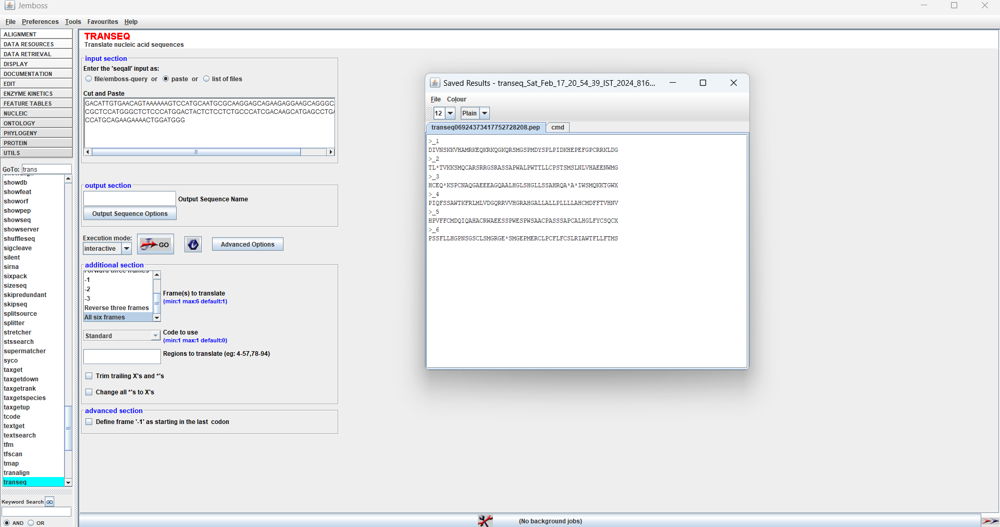 Jemboss
File Preferences Tools Favourites Help
ALIGNMENT
DATA RESOURCES
DATA RETRIEVAL
DISPLAY
DOCUMENTATION
EDIT
ENZYME KINETICS
FEATURE TABLES
NUCLEIC
ONTOLOGY
PHYLOGENY
PROTEIN
UTILS
GoTo: trans
showdb
showfeat
showorf
showpep
showseq
showserver
shuffleseq
sigcleave
silent
sirna
sixpack
sizeseq
skipredundant
skipseq
splitsource
splitter
stretcher
stssearch
supermatcher
syco
taxget
taxgetdown
taxgetrank
taxgetspecies
taxgetup
tcode
textget
textsearch
tfm
tfscan
tmap
tranalign
transeq
Keyword Search GO
AND OR
TRANSEQ
Translate nucleic acid sequences
input section
Enter the 'seqall' input as:
file/emboss-query or paste or list of files
Cut and Paste
GACATTGTGAACAGTAAAAAAGTCCATGCAATGCGCAAGGAGCAGAAGAGGAAGCAGGGC
CGCTCCATGGGCTCTCCCATGGACTACTCTCCTCTGCCCATCGACAAGCATGAGCCTGA
CCATGCAGAAGAAAACTGGATGGG
output section
Output Sequence Name
Output Sequence Options
Execution mode:
interactive
GO
Advanced Options
additional section
Forward three frames
-1
-2
-3
Reverse three frames
All six frames
Frame(s) to translate
(min:1 max:6 default:1)
Standard
Code to use
(min:1 max:1 default:0)
Regions to translate (eg: 4-57,78-94)
Trim trailing X's and *'s
Change all *'s to X's
advanced section
Define frame '-1' as starting in the last codon
(No background jobs)
Saved Results - transeq_Sat_Feb_17_20_54_39_IST_2024_816...
File Colour
12 Plain
transeq06924373417752728208.pep cmd
>_1
DIVNSKKVHAMRKEQKRKQGKQRSMGSPMDYSPLPIDKHEPEFGPCRRKLDG
>_2
TL*TVKKSMQCARSRRGSRASSAPWALPWTTLLCPSTSMSLNLVHAEENWMG
>_3
HCEQ*KSPCNAQGAEEEAGQAALHGLSHGLLSSAHRQA*A*IWSMQKKTGWX
>_4
PIQFSSAWTKFRLMLVDGQRRVVHGRAHGALLALLPLLLLAHCMDFFTVHNV
>_5
HPVFFCMDQIQAHACRWAEESSPWESPWSAACPASSSAPCALHGLFYCSQCX
>_6
PSSFLLHGPNSGSCLSMGRGE*SMGEPMERCLPCFLFCSLRIAWTFLLFTMS